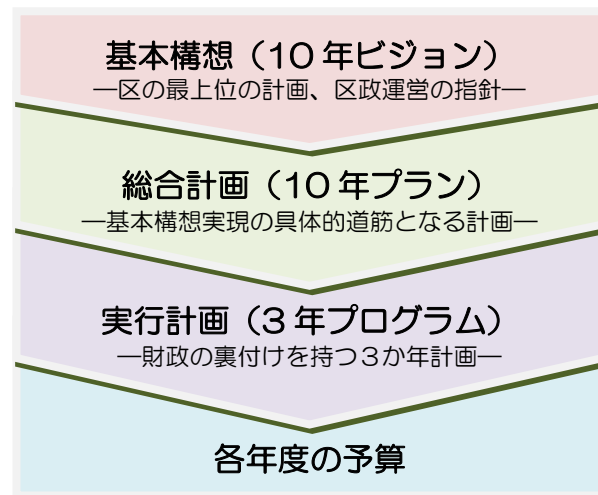 基本構想（10年ビジョン）
―区の最上位の計画、区政運営の指針―
総合計画（10年プラン）
―基本構想実現の具体的道筋となる計画―
実行計画（3年プログラム）
―財政の裏付けを持つ３か年計画―
各年度の予算